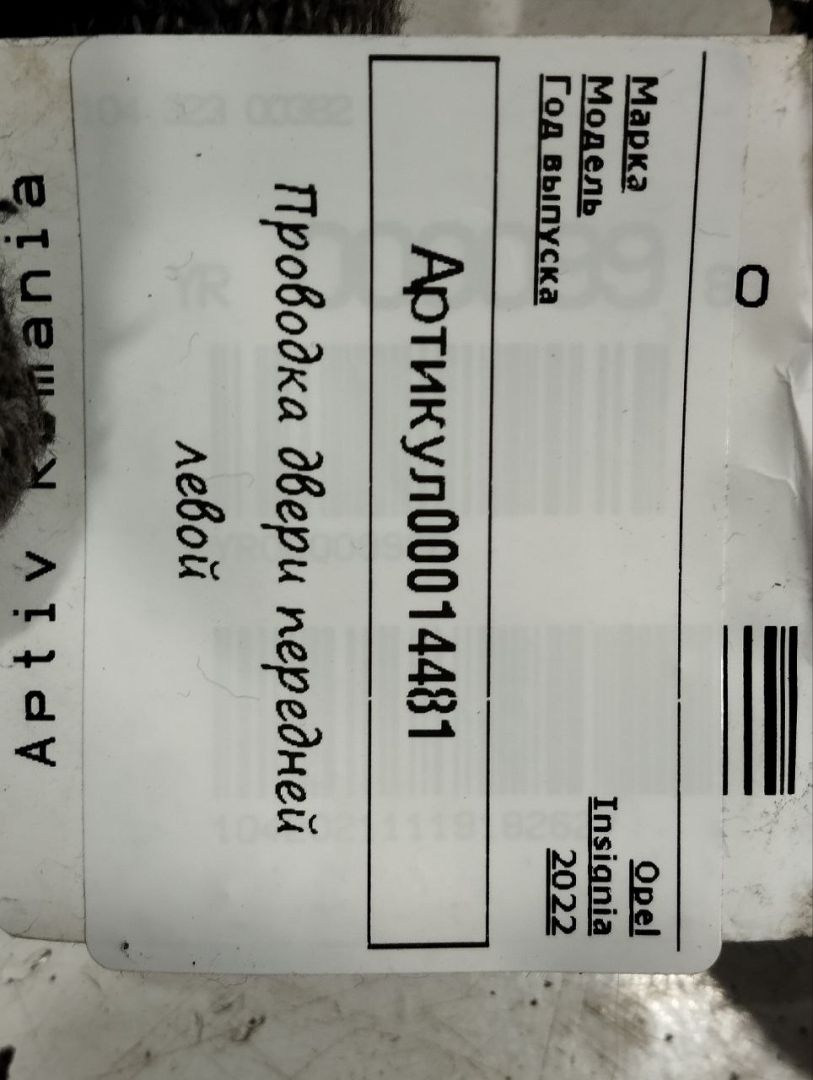 Марка Opel
Модель Insignia
Год выпуска 2022
Артикул00014481
Проводка двери передней
левой
Aptiv